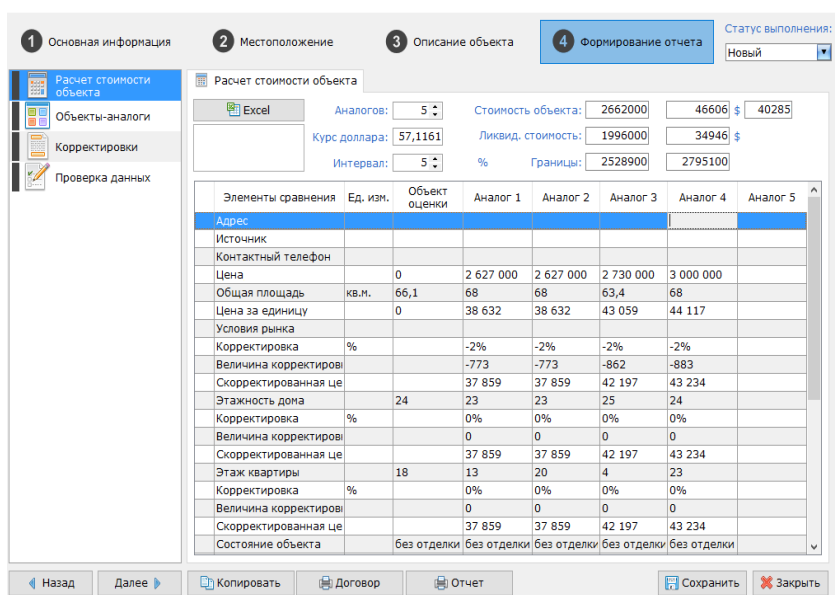 1 Основная информация 2 Местоположение 3 Описание объекта 4 Формирование отчета Статус выполнения:
Новый
Расчет стоимости объекта
Объекты-аналоги
Корректировки
Проверка данных
Расчет стоимости объекта
Excel Аналогов: 5 Стоимость объекта: 2662000 46606 $ 40285
Курс доллара: 57,1161 Ликвид. стоимость: 1996000 34946 $
Интервал: 5 % Границы: 2528900 2795100
Элементы сравнения Ед. изм. Объект оценки Аналог 1 Аналог 2 Аналог 3 Аналог 4 Аналог 5
Адрес
Источник
Контактный телефон
Цена 0 2 627 000 2 627 000 2 730 000 3 000 000
Общая площадь кв.м. 66,1 68 68 63,4 68
Цена за единицу 0 38 632 38 632 43 059 44 117
Условия рынка
Корректировка % -2% -2% -2% -2%
Величина корректиров -773 -773 -862 -883
Скорректированная це 37 859 37 859 42 197 43 234
Этажность дома 24 23 23 25 24
Корректировка % 0% 0% 0% 0%
Величина корректиров 0 0 0 0
Скорректированная це 37 859 37 859 42 197 43 234
Этаж квартиры 18 13 20 4 23
Корректировка % 0% 0% 0% 0%
Величина корректиров 0 0 0 0
Скорректированная це 37 859 37 859 42 197 43 234
Состояние объекта без отделки без отделки без отделки без отделки без отделки
Назад Далее Копировать Договор Отчет Сохранить Закрыть